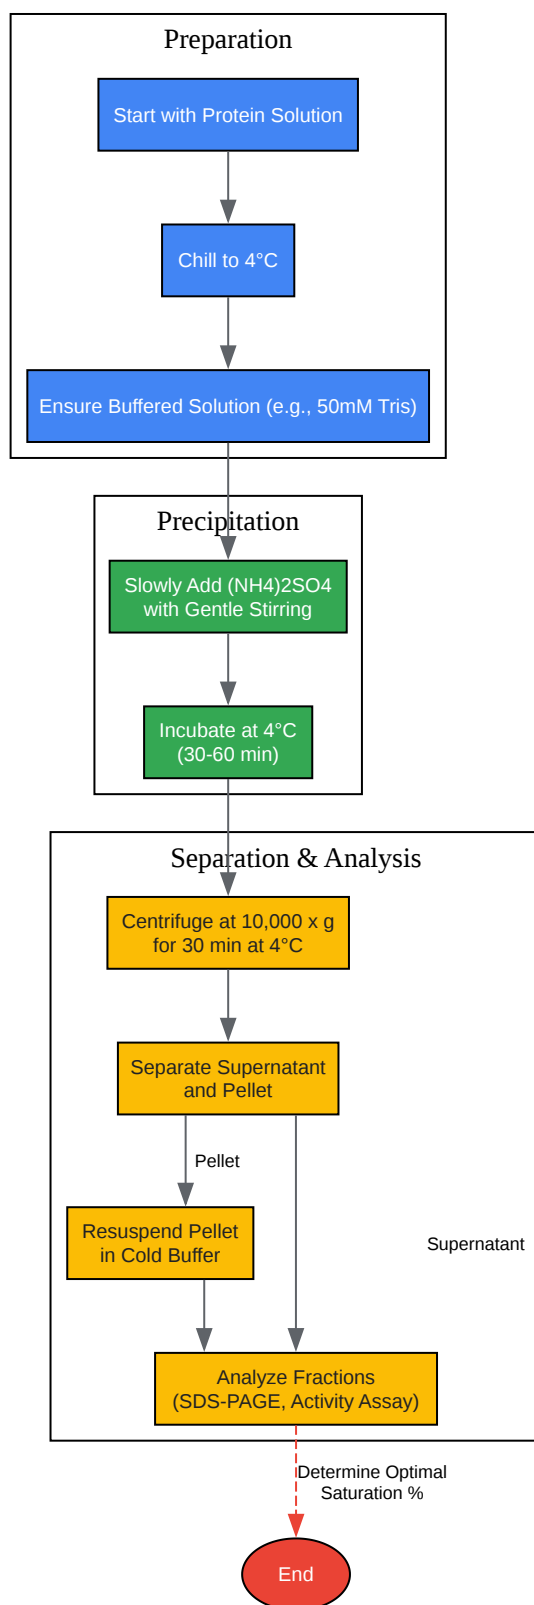 Preparation
Start with Protein Solution
Chill to 4°C
Ensure Buffered Solution (e.g., 50mM Tris)
Precipitation
Slowly Add (NH4)2SO4
with Gentle Stirring
Incubate at 4°C
(30-60 min)
Separation & Analysis
Centrifuge at 10,000 x g
for 30 min at 4°C
Separate Supernatant
and Pellet
Pellet
Resuspend Pellet
in Cold Buffer
Supernatant
Analyze Fractions
(SDS-PAGE, Activity Assay)
Determine Optimal
Saturation %
End